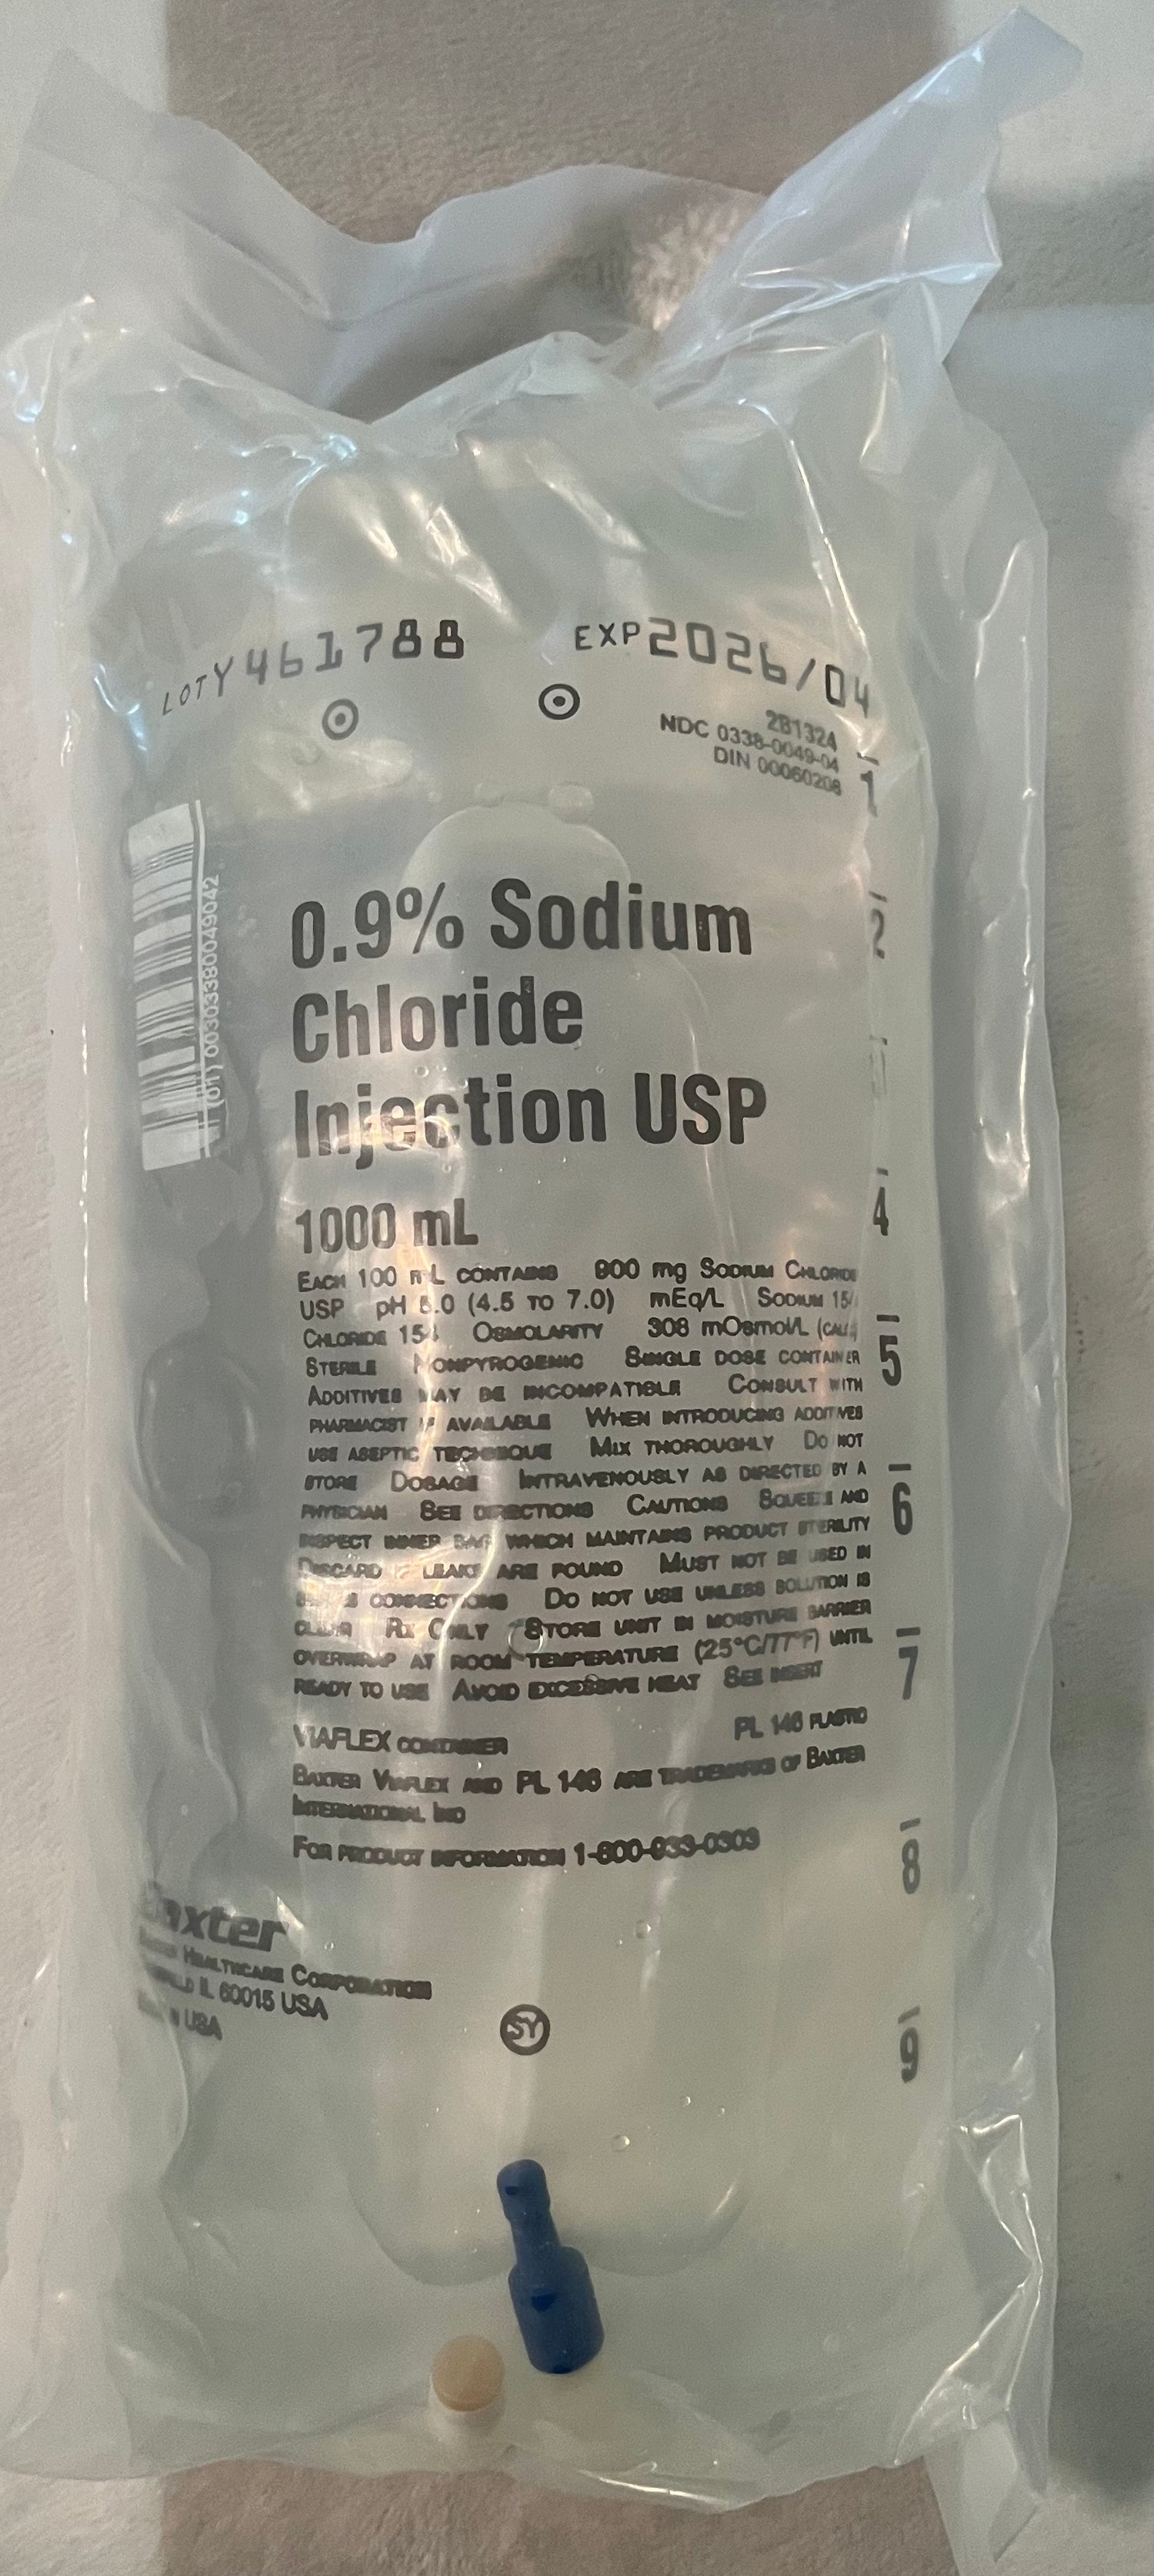 LOT Y461788 EXP 2026/04
2B1324
NDC 0338-0049-04
DIN 00060208
(01) 00303380049042
0.9% Sodium
Chloride
Injection USP
1000 mL
EACH 100 mL CONTAINS 900 mg SODIUM CHLORIDE
USP pH 5.0 (4.5 TO 7.0) mEq/L SODIUM 154
CHLORIDE 154 OSMOLARITY 308 mOsmol/L (CALC)
STERILE NONPYROGENIC SINGLE DOSE CONTAINER
ADDITIVES MAY BE INCOMPATIBLE CONSULT WITH
PHARMACIST IF AVAILABLE WHEN INTRODUCING ADDITIVES
USE ASEPTIC TECHNIQUE MIX THOROUGHLY DO NOT
STORE DOSAGE INTRAVENOUSLY AS DIRECTED BY A
PHYSICIAN SEE DIRECTIONS CAUTIONS SQUEEZE AND
INSPECT INNER BAG WHICH MAINTAINS PRODUCT STERILITY
DISCARD IF LEAKS ARE FOUND MUST NOT BE USED IN
SERIES CONNECTIONS DO NOT USE UNLESS SOLUTION IS
CLEAR Rx ONLY STORE UNIT IN MOISTURE BARRIER
OVERWRAP AT ROOM TEMPERATURE (25°C/77°F) UNTIL
READY TO USE AVOID EXCESSIVE HEAT SEE INSERT
VIAFLEX CONTAINER PL 146 PLASTIC
BAXTER VIAFLEX AND PL 146 ARE TRADEMARKS OF BAXTER
INTERNATIONAL INC
FOR PRODUCT INFORMATION 1-800-933-0303
Baxter
BAXTER HEALTHCARE CORPORATION
DEERFIELD IL 60015 USA
MADE IN USA
SY
1
2
4
5
6
7
8
9